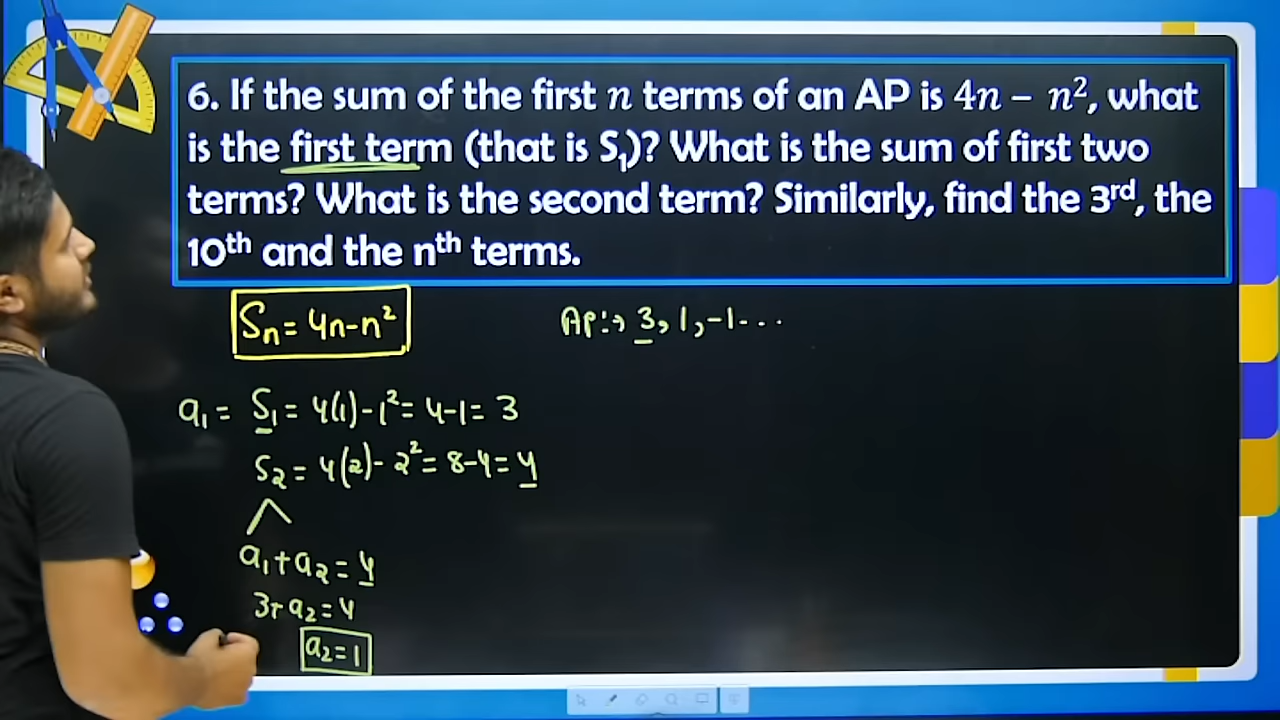 6. If the sum of the first n terms of an AP is 4n – n², what
is the first term (that is S₁)? What is the sum of first two
terms? What is the second term? Similarly, find the 3ʳᵈ, the
10ᵗʰ and the nᵗʰ terms.
Sₙ = 4n-n²
AP:→ 3, 1, -1...
a₁ = S₁ = 4(1)-1² = 4-1 = 3
S₂ = 4(2)-2² = 8-4 = 4
a₁+a₂ = 4
3+a₂ = 4
a₂=1